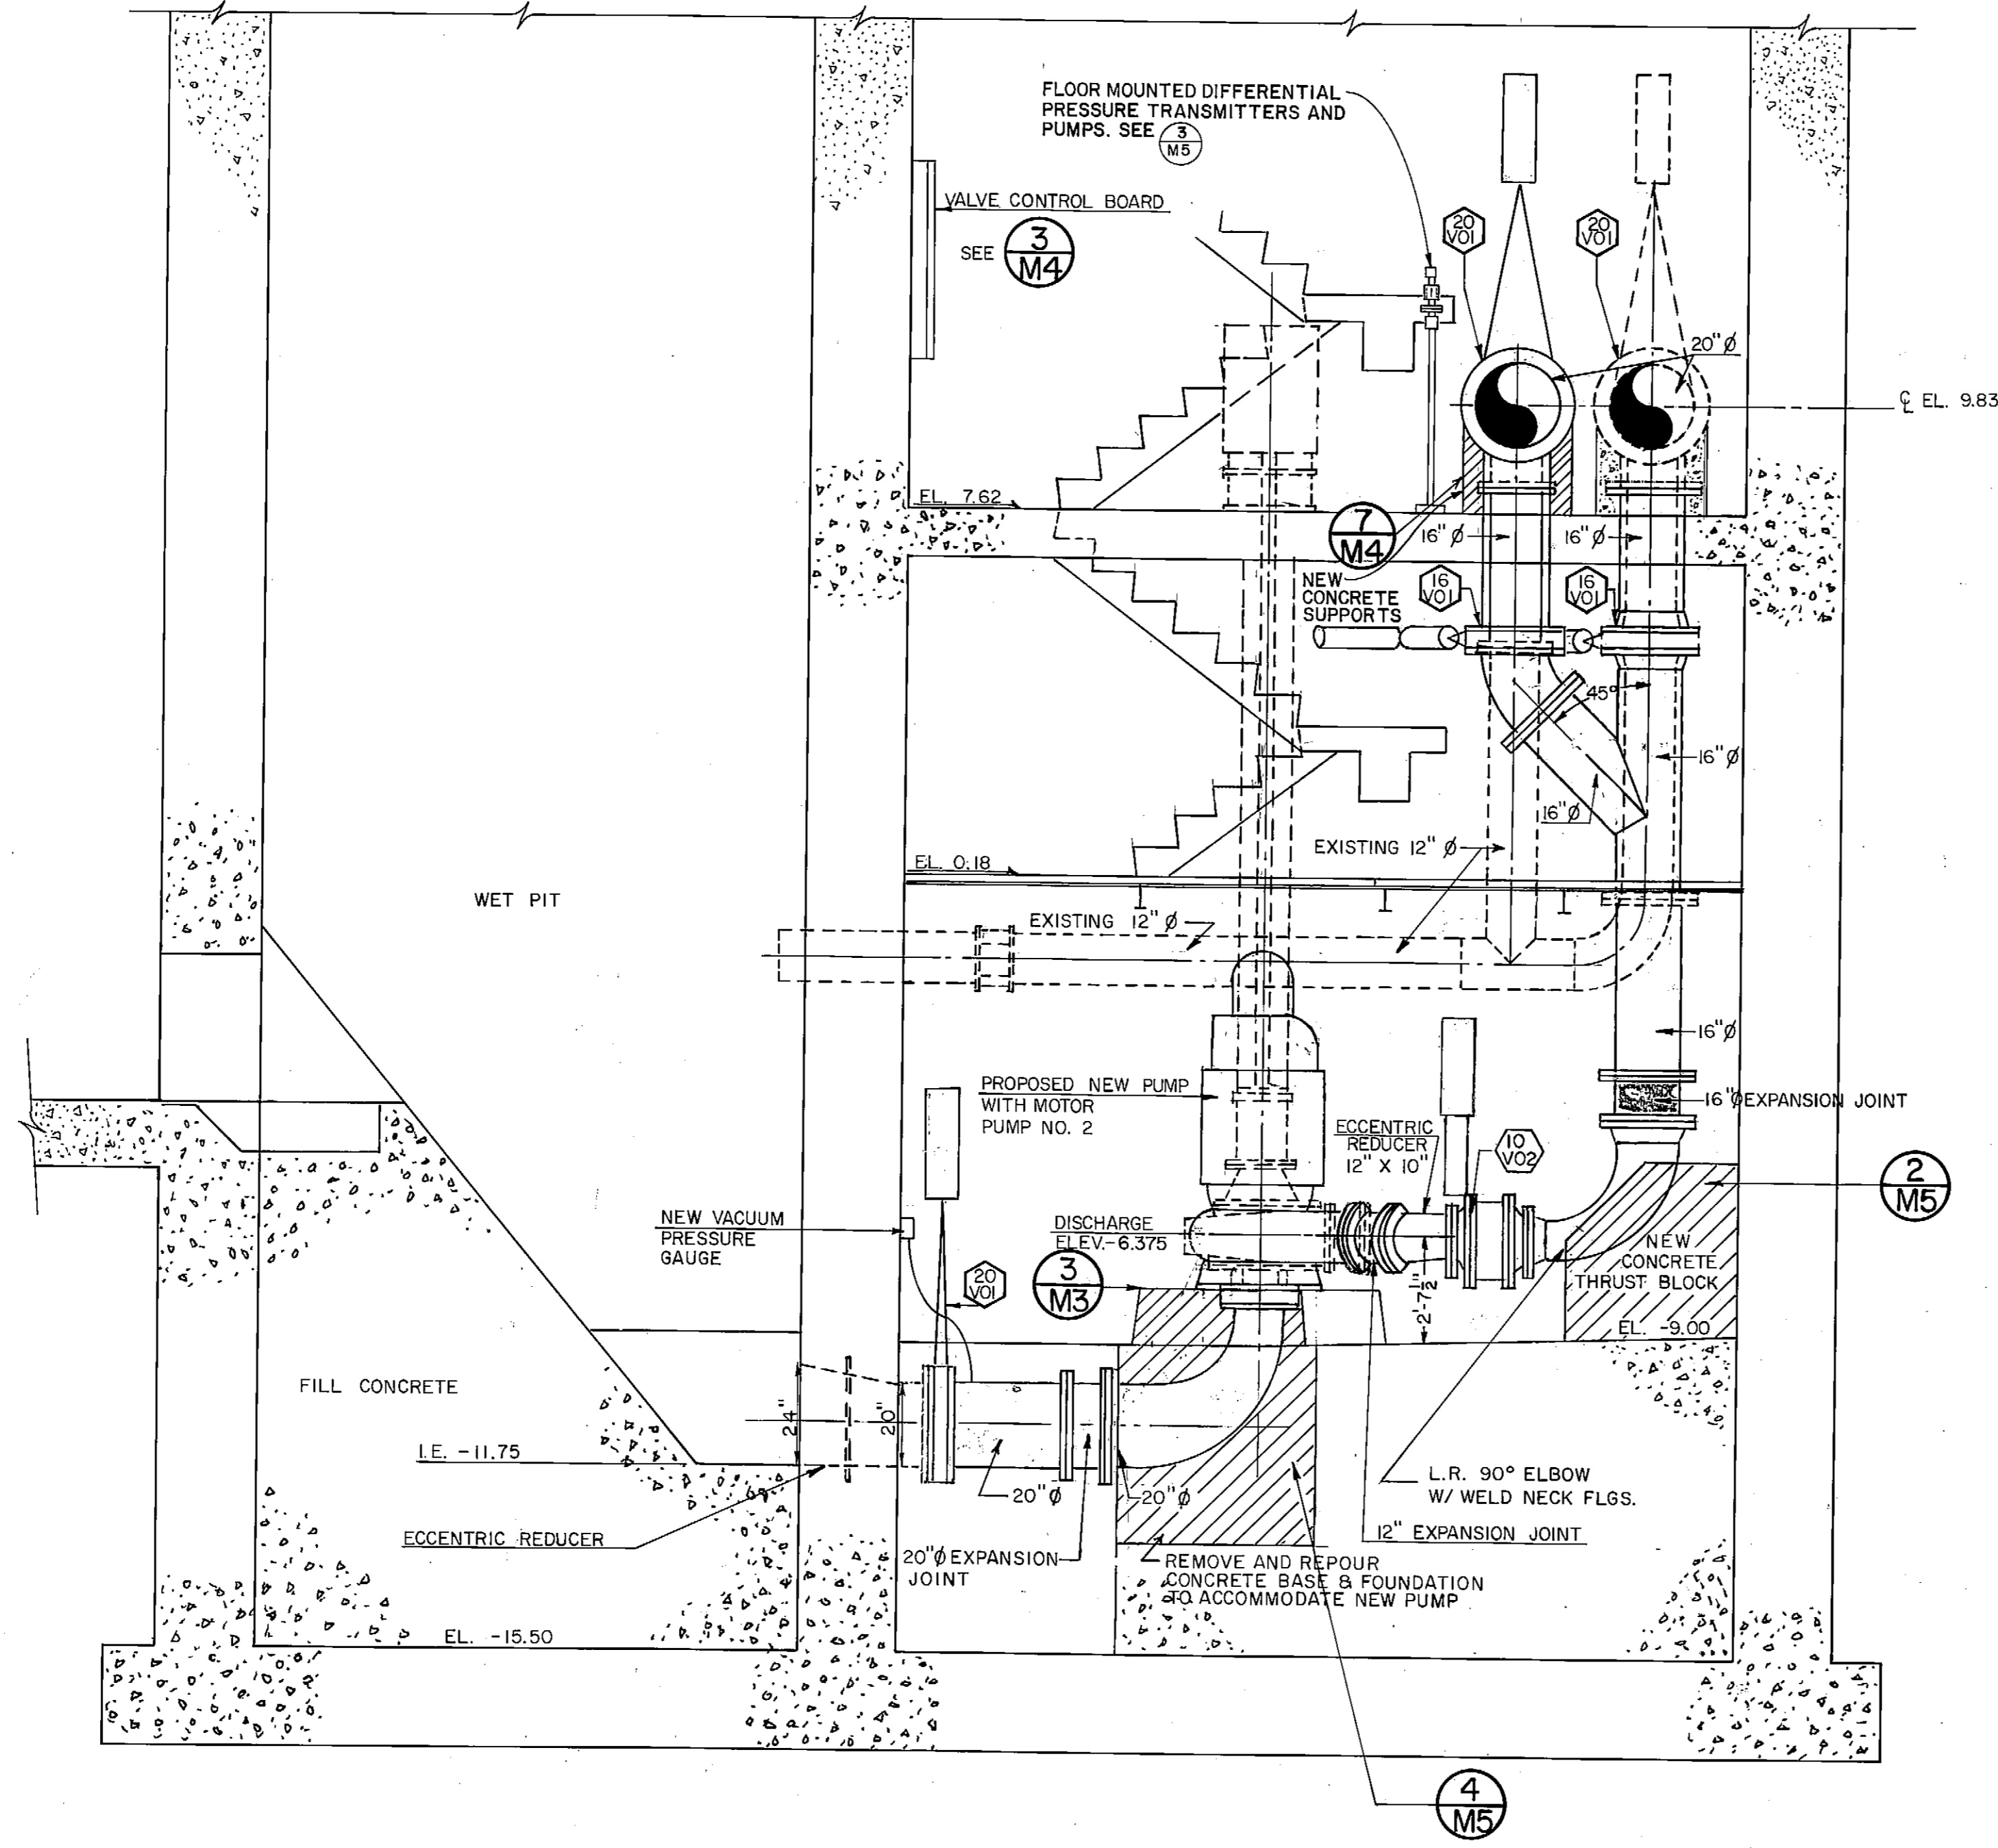 FLOOR MOUNTED DIFFERENTIAL
PRESSURE TRANSMITTERS AND
PUMPS. SEE
3
M5
VALVE CONTROL BOARD
SEE
3
M4
20
V01
20
V01
20"Ø
℄ EL. 9.83
EL. 7.62
7
M4
16"Ø
16"Ø
NEW
CONCRETE
SUPPORTS
16
V01
16
V01
45°
16"Ø
16"Ø
EXISTING 12"Ø
EL. 0.18
WET PIT
EXISTING 12"Ø
16"Ø
PROPOSED NEW PUMP
WITH MOTOR
PUMP NO. 2
16"Ø EXPANSION JOINT
ECCENTRIC
REDUCER
12" X 10"
10
V02
2
M5
NEW VACUUM
PRESSURE
GAUGE
DISCHARGE
ELEV.-6.375
3
M3
20
V01
2'-7½"
NEW
CONCRETE
THRUST BLOCK
EL. -9.00
FILL CONCRETE
24"
20"
I.E. -11.75
20"Ø
20"Ø
L.R. 90° ELBOW
W/ WELD NECK FLGS.
ECCENTRIC REDUCER
12" EXPANSION JOINT
20"Ø EXPANSION
JOINT
REMOVE AND REPOUR
CONCRETE BASE & FOUNDATION
TO ACCOMMODATE NEW PUMP
EL. -15.50
4
M5